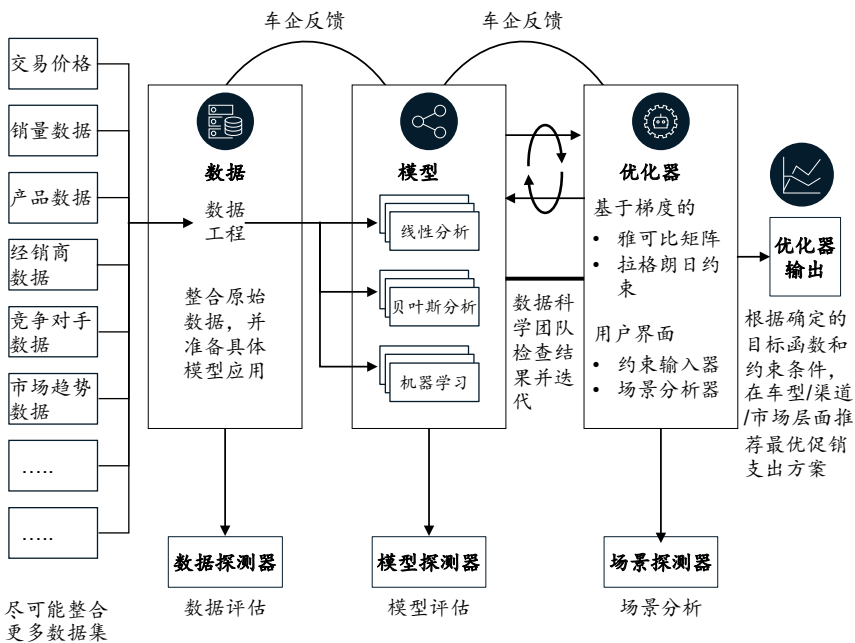 车企反馈
车企反馈
交易价格
销量数据
产品数据
经销商
数据
竞争对手
数据
市场趋势
数据
.....
.....
尽可能整合
更多数据集
数据
数据
工程
整合原始
数据，并
准备具体
模型应用
数据探测器
数据评估
模型
线性分析
贝叶斯分析
机器学习
模型探测器
模型评估
数据科
学团队
检查结
果并迭
代
优化器
基于梯度的
• 雅可比矩阵
• 拉格朗日约
束
用户界面
• 约束输入器
• 场景分析器
场景探测器
场景分析
优化器
输出
根据确定的
目标函数和
约束条件，
在车型/渠道
/市场层面推
荐最优促销
支出方案